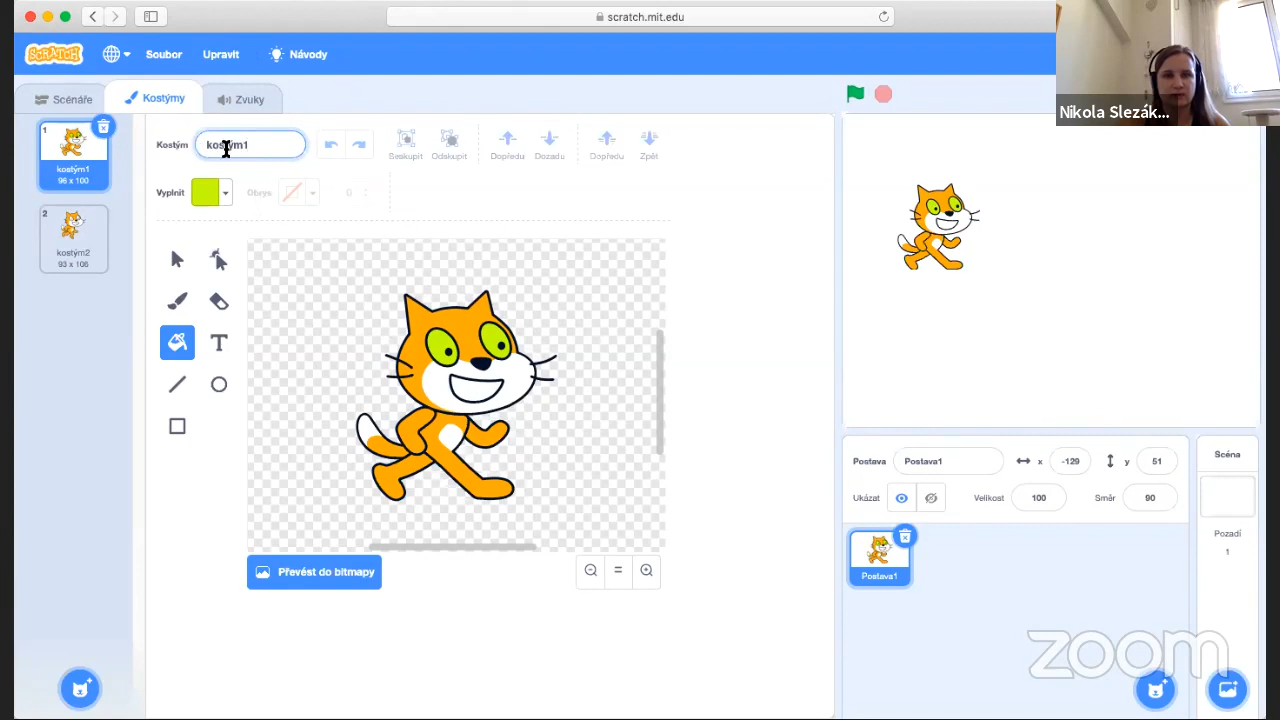 scratch.mit.edu
SCRATCH
Soubor
Upravit
Návody
Nikola Slezák...
Scénáře
Kostýmy
Zvuky
1
kostým1
96 x 100
2
kostým2
93 x 106
Kostým
kostým1
Beskupit
Odskupit
Dopředu
Dozadu
Dopředu
Zpět
Vyplnit
Obrys
0
T
Převést do bitmapy
=
Postava
Postava1
x
-129
y
51
Ukázat
Velikost
100
Směr
90
Postava1
Scéna
Pozadí
1
zoom